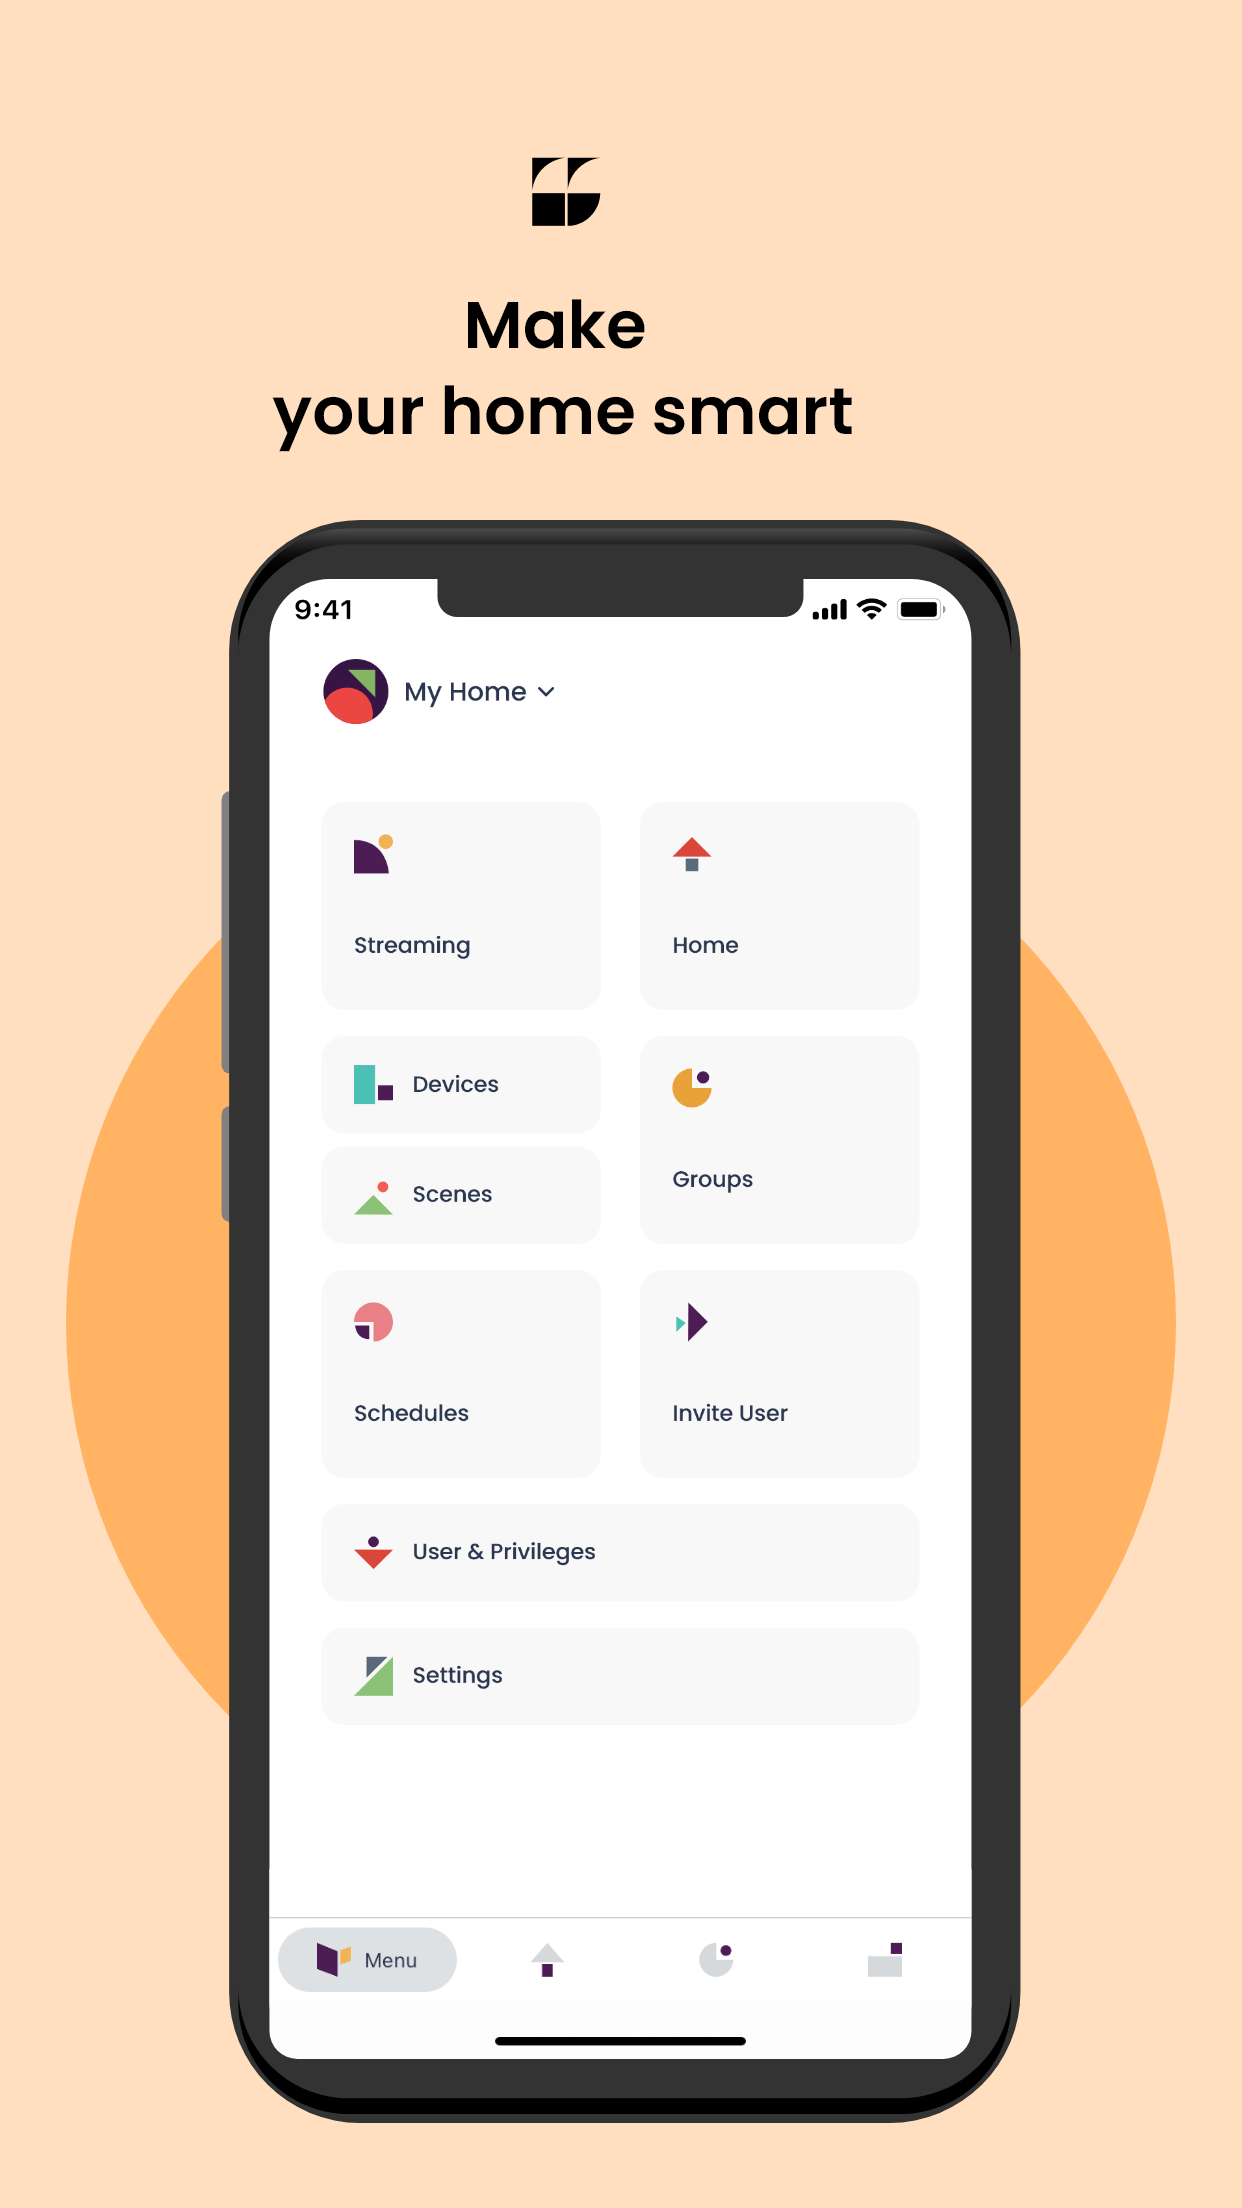 Make
your home smart
9:41
My Home
Streaming
Home
Devices
Scenes
Groups
Schedules
Invite User
User & Privileges
Settings
Menu